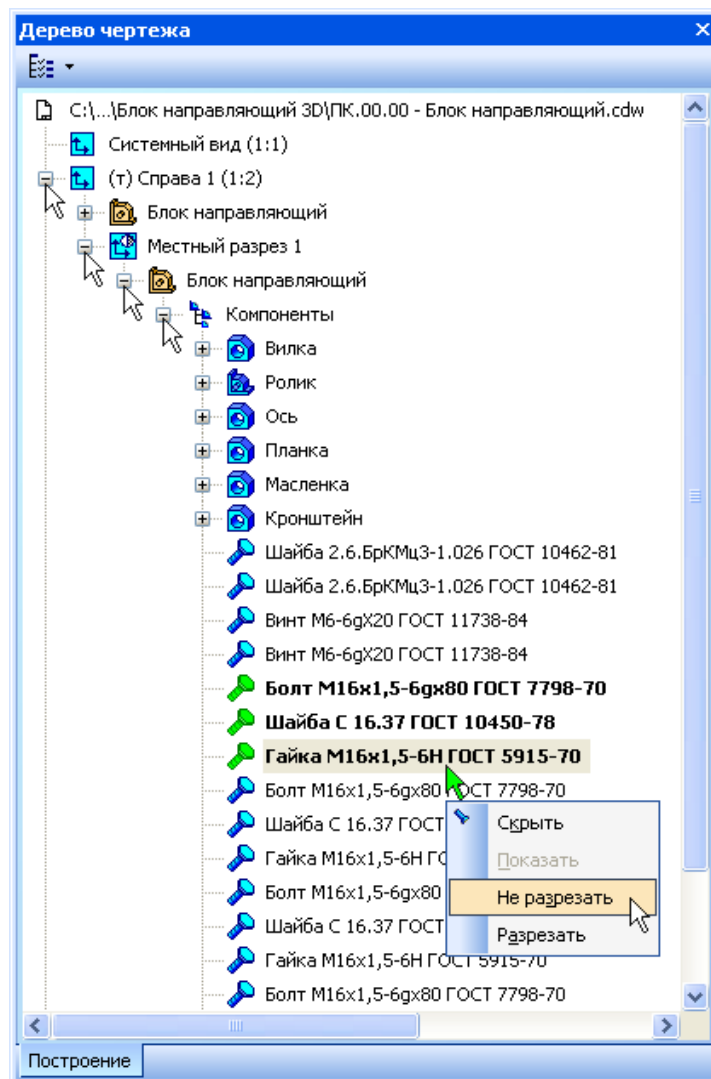 Дерево чертежа
C:\...\Блок направляющий 3D\ПК.00.00 - Блок направляющий.cdw
Системный вид (1:1)
(т) Справа 1 (1:2)
Блок направляющий
Местный разрез 1
Блок направляющий
Компоненты
Вилка
Ролик
Ось
Планка
Масленка
Кронштейн
Шайба 2.6.БрКМц3-1.026 ГОСТ 10462-81
Шайба 2.6.БрКМц3-1.026 ГОСТ 10462-81
Винт М6-6gX20 ГОСТ 11738-84
Винт М6-6gX20 ГОСТ 11738-84
Болт М16х1,5-6gх80 ГОСТ 7798-70
Шайба С 16.37 ГОСТ 10450-78
Гайка М16х1,5-6Н ГОСТ 5915-70
Болт М16х1,5-6gх80 ГОСТ 7798-70
Шайба С 16.37 ГОСТ
Скрыть
Гайка М16х1,5-6Н ГО
Показать
Болт М16х1,5-6gх80
Не разрезать
Шайба С 16.37 ГОСТ
Разрезать
Гайка М16х1,5-6Н ГОСТ 5915-70
Болт М16х1,5-6gх80 ГОСТ 7798-70
Построение